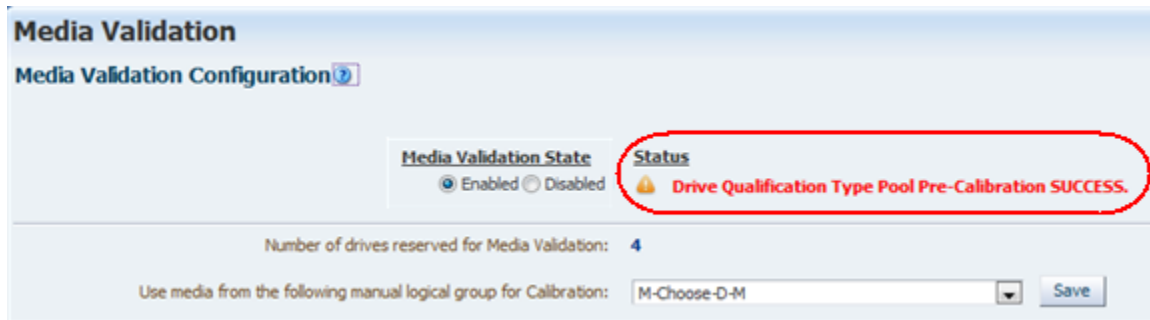 Media Validation
Media Validation Configuration
Media Validation State
Status
Enabled Disabled
Drive Qualification Type Pool Pre-Calibration SUCCESS.
Number of drives reserved for Media Validation: 4
Use media from the following manual logical group for Calibration: M-Choose-D-M Save